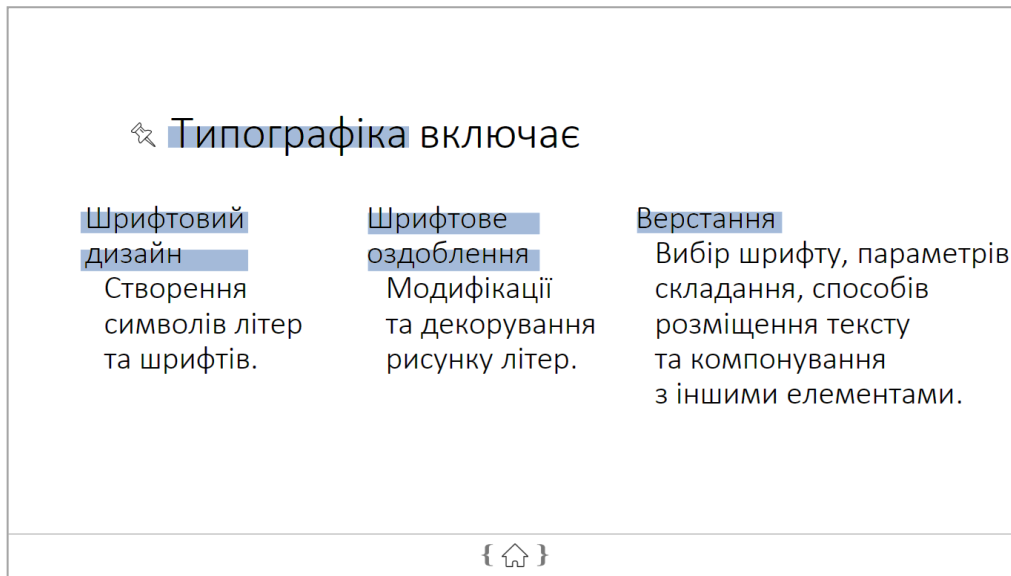 Типографіка включає
Шрифтовий
дизайн
Створення
символів літер
та шрифтів.
Шрифтове
оздоблення
Модифікації
та декорування
рисунку літер.
Верстання
Вибір шрифту, параметрів
складання, способів
розміщення тексту
та компонування
з іншими елементами.
{ }